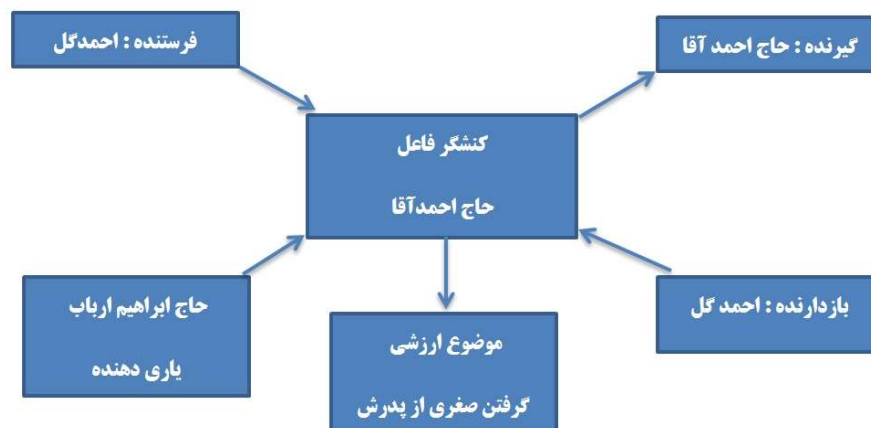 گیرنده : حاج احمد آقا
فرستنده : احمدگل
کنشگر فاعل
حاج احمدآقا
بازدارنده : احمد گل
موضوع ارزشی
گرفتن صغری از پدرش
حاج ابراهیم ارباب
یاری دهنده